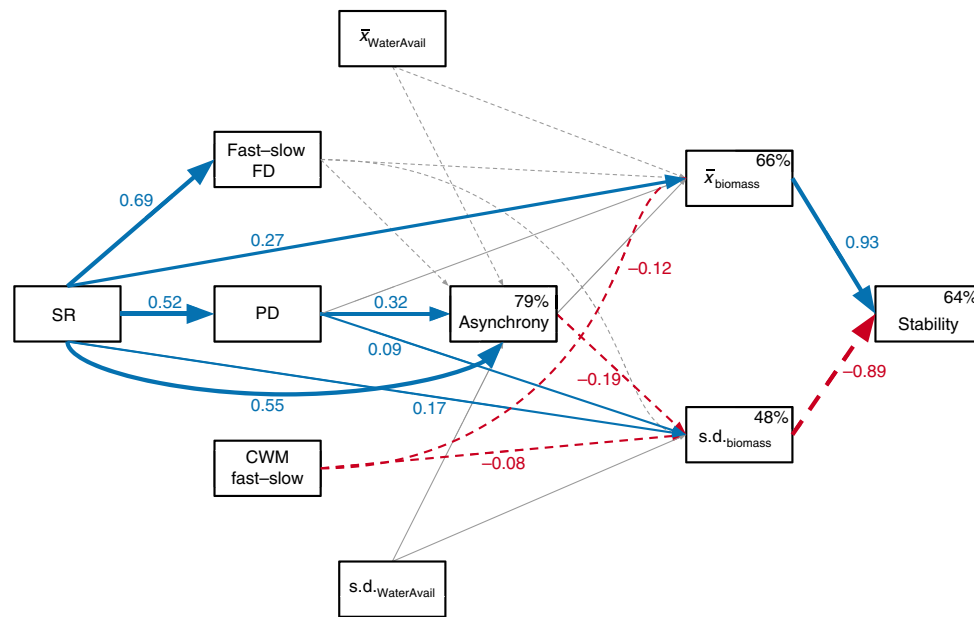 x̄WaterAvail
Fast–slow
FD
66%
x̄biomass
0.69
0.27
0.93
−0.12
SR
0.52
PD
0.32
79%
Asynchrony
64%
Stability
0.09
−0.19
−0.89
0.55
0.17
48%
s.d.biomass
CWM
fast–slow
−0.08
s.d.WaterAvail